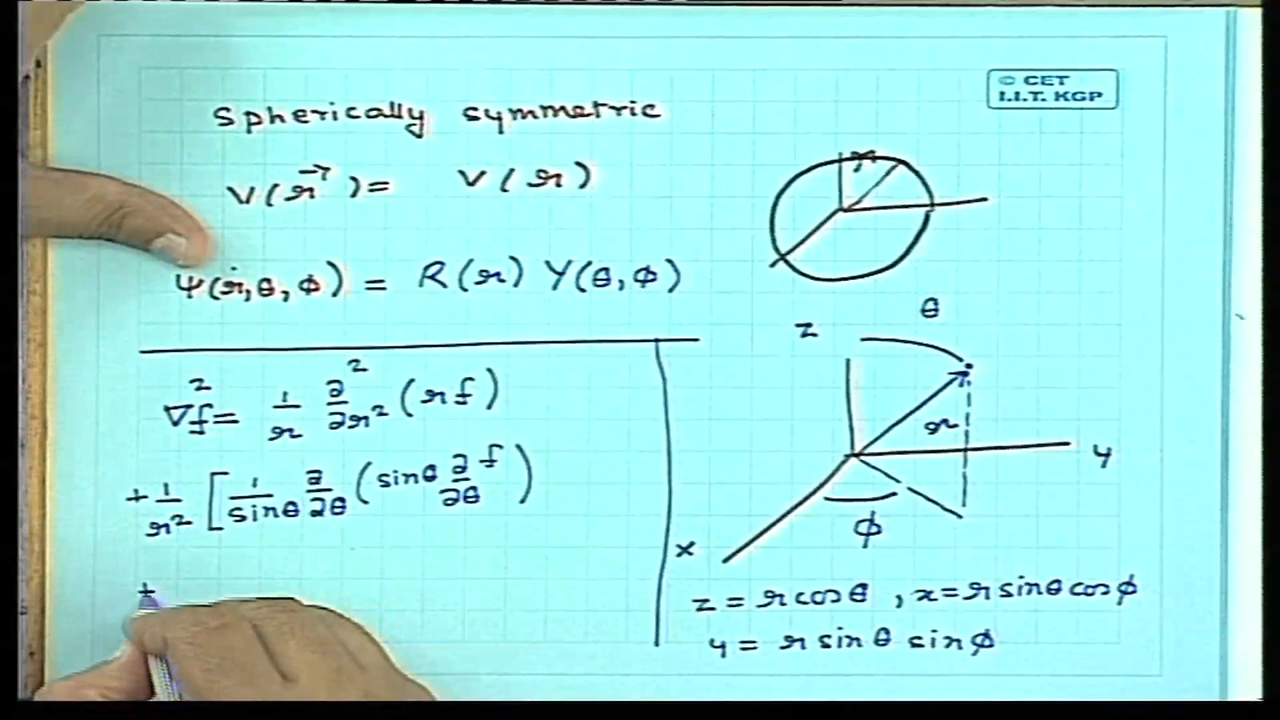 © CET
I.I.T. KGP
Spherically symmetric
V(r⃗) = V(r)
r
Ψ(r,θ,φ) = R(r) Y(θ,φ)
θ
z
∇²f = 1/r ∂²/∂r² (rf)
r
y
+ 1/r² [ 1/sinθ ∂/∂θ ( sinθ ∂f/∂θ )
φ
x
+
z = r cosθ , x = r sinθ cosφ
y = r sinθ sinφ